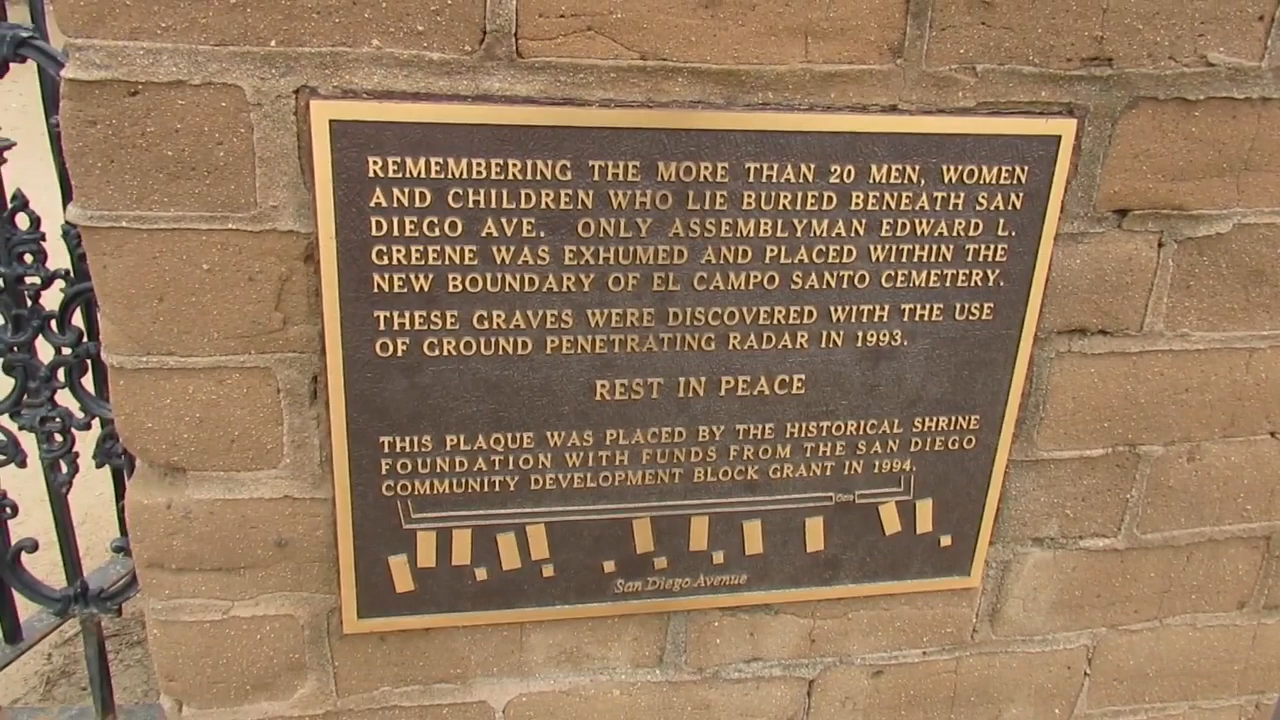 REMEMBERING THE MORE THAN 20 MEN, WOMEN
AND CHILDREN WHO LIE BURIED BENEATH SAN
DIEGO AVE. ONLY ASSEMBLYMAN EDWARD L.
GREENE WAS EXHUMED AND PLACED WITHIN THE
NEW BOUNDARY OF EL CAMPO SANTO CEMETERY.
THESE GRAVES WERE DISCOVERED WITH THE USE
OF GROUND PENETRATING RADAR IN 1993.
REST IN PEACE
THIS PLAQUE WAS PLACED BY THE HISTORICAL SHRINE
FOUNDATION WITH FUNDS FROM THE SAN DIEGO
COMMUNITY DEVELOPMENT BLOCK GRANT IN 1994.
San Diego Avenue